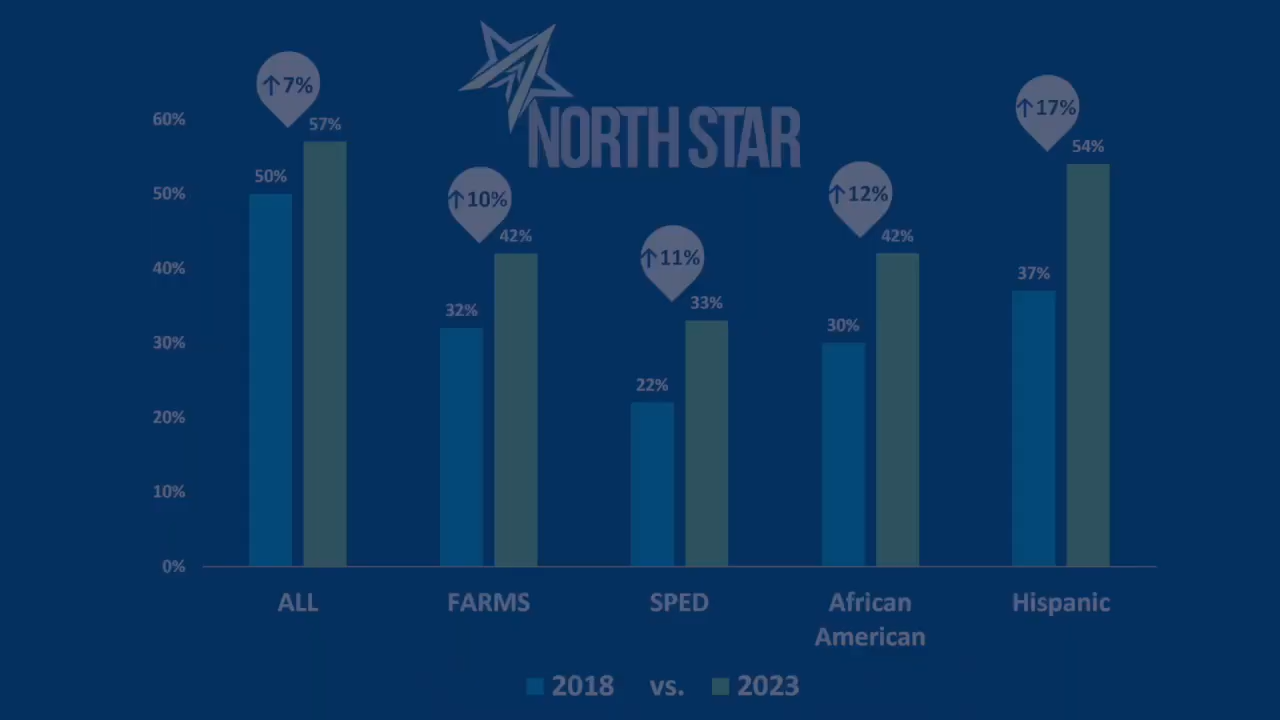 NORTH STAR
↑7%
↑10%
↑11%
↑12%
↑17%
60%
50%
40%
30%
20%
10%
0%
50%
57%
32%
42%
22%
33%
30%
42%
37%
54%
ALL
FARMS
SPED
African
American
Hispanic
2018 vs. 2023